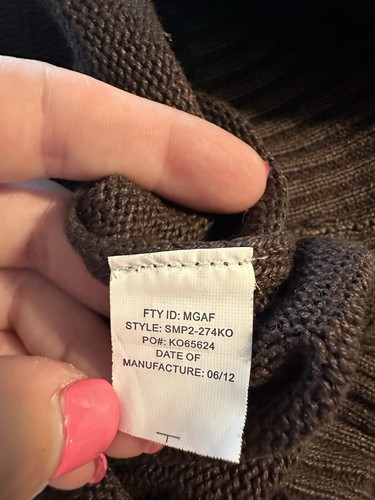 FTY ID: MGAF
STYLE: SMP2-274KO
PO#: KO65624
DATE OF
MANUFACTURE: 06/12